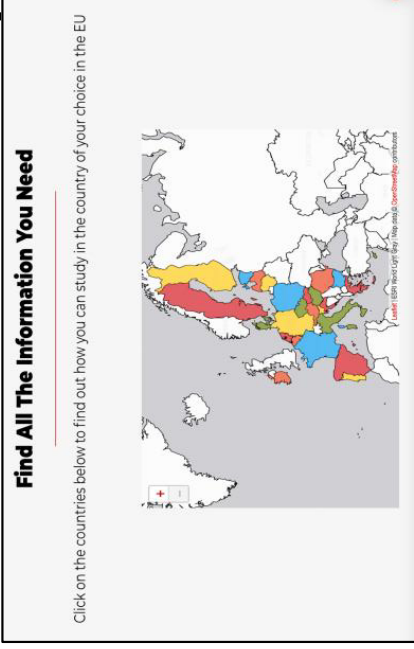 Find All The Information You Need
Click on the countries below to find out how you can study in the country of your choice in the EU
+
−
Leaflet | ESRI World Light Gray | Map data © OpenStreetMap contributors